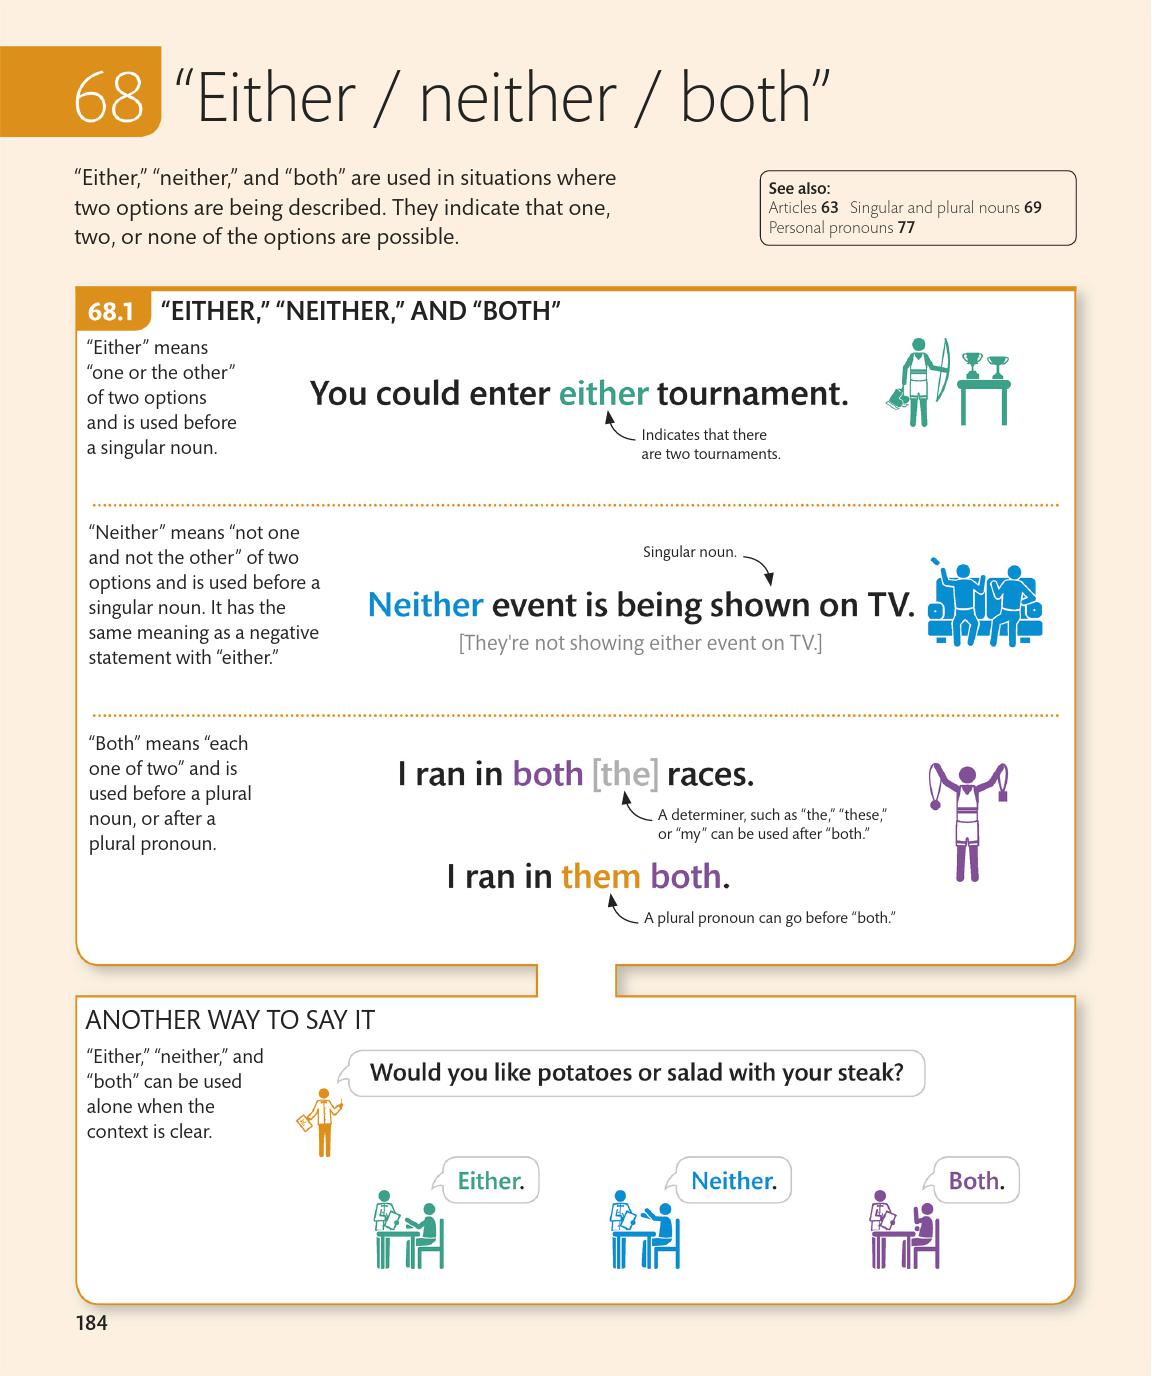 68 “Either / neither / both”
“Either,” “neither,” and “both” are used in situations where
two options are being described. They indicate that one,
two, or none of the options are possible.
See also:
Articles 63 Singular and plural nouns 69
Personal pronouns 77
68.1 “EITHER,” “NEITHER,” AND “BOTH”
“Either” means
“one or the other”
of two options
and is used before
a singular noun.
You could enter either tournament.
Indicates that there
are two tournaments.
“Neither” means “not one
and not the other” of two
options and is used before a
singular noun. It has the
same meaning as a negative
statement with “either.”
Singular noun.
Neither event is being shown on TV.
[They're not showing either event on TV.]
“Both” means “each
one of two” and is
used before a plural
noun, or after a
plural pronoun.
I ran in both [the] races.
A determiner, such as “the,” “these,”
or “my” can be used after “both.”
I ran in them both.
A plural pronoun can go before “both.”
ANOTHER WAY TO SAY IT
“Either,” “neither,” and
“both” can be used
alone when the
context is clear.
Would you like potatoes or salad with your steak?
Either.
Neither.
Both.
184